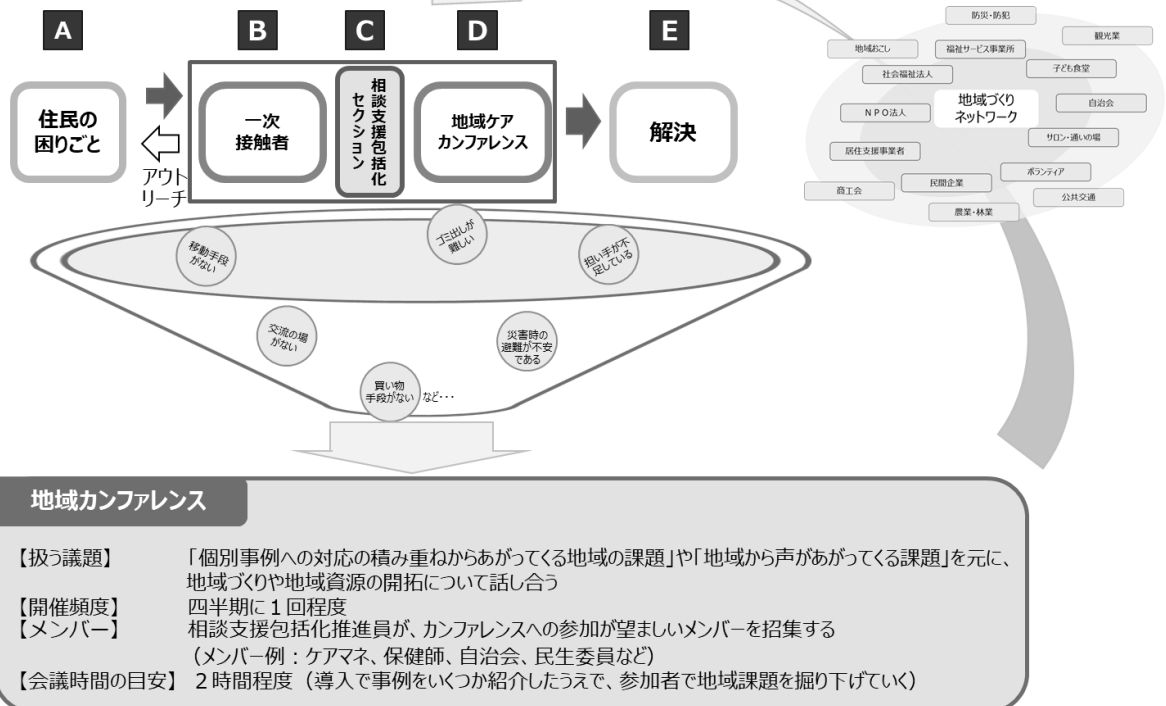 A
B
C
D
E
住民の
困りごと
アウト
リーチ
一次
接触者
相談支援包括化
セクション
地域ケア
カンファレンス
解決
防災・防犯
観光業
地域おこし
福祉サービス事業所
社会福祉法人
子ども食堂
NPO法人
地域づくり
ネットワーク
自治会
居住支援事業者
サロン・通いの場
商工会
民間企業
ボランティア
農業・林業
公共交通
移動手段
がない
ゴミ出しが
難しい
担い手が不
足している
交流の場
がない
災害時の
避難が不安
である
買い物
手段がない
など・・・
地域カンファレンス
【扱う議題】 「個別事例への対応の積み重ねからあがってくる地域の課題」や「地域から声があがってくる課題」を元に、
地域づくりや地域資源の開拓について話し合う
【開催頻度】 四半期に1回程度
【メンバー】 相談支援包括化推進員が、カンファレンスへの参加が望ましいメンバーを招集する
(メンバー例:ケアマネ、保健師、自治会、民生委員など)
【会議時間の目安】 2時間程度(導入で事例をいくつか紹介したうえで、参加者で地域課題を掘り下げていく)